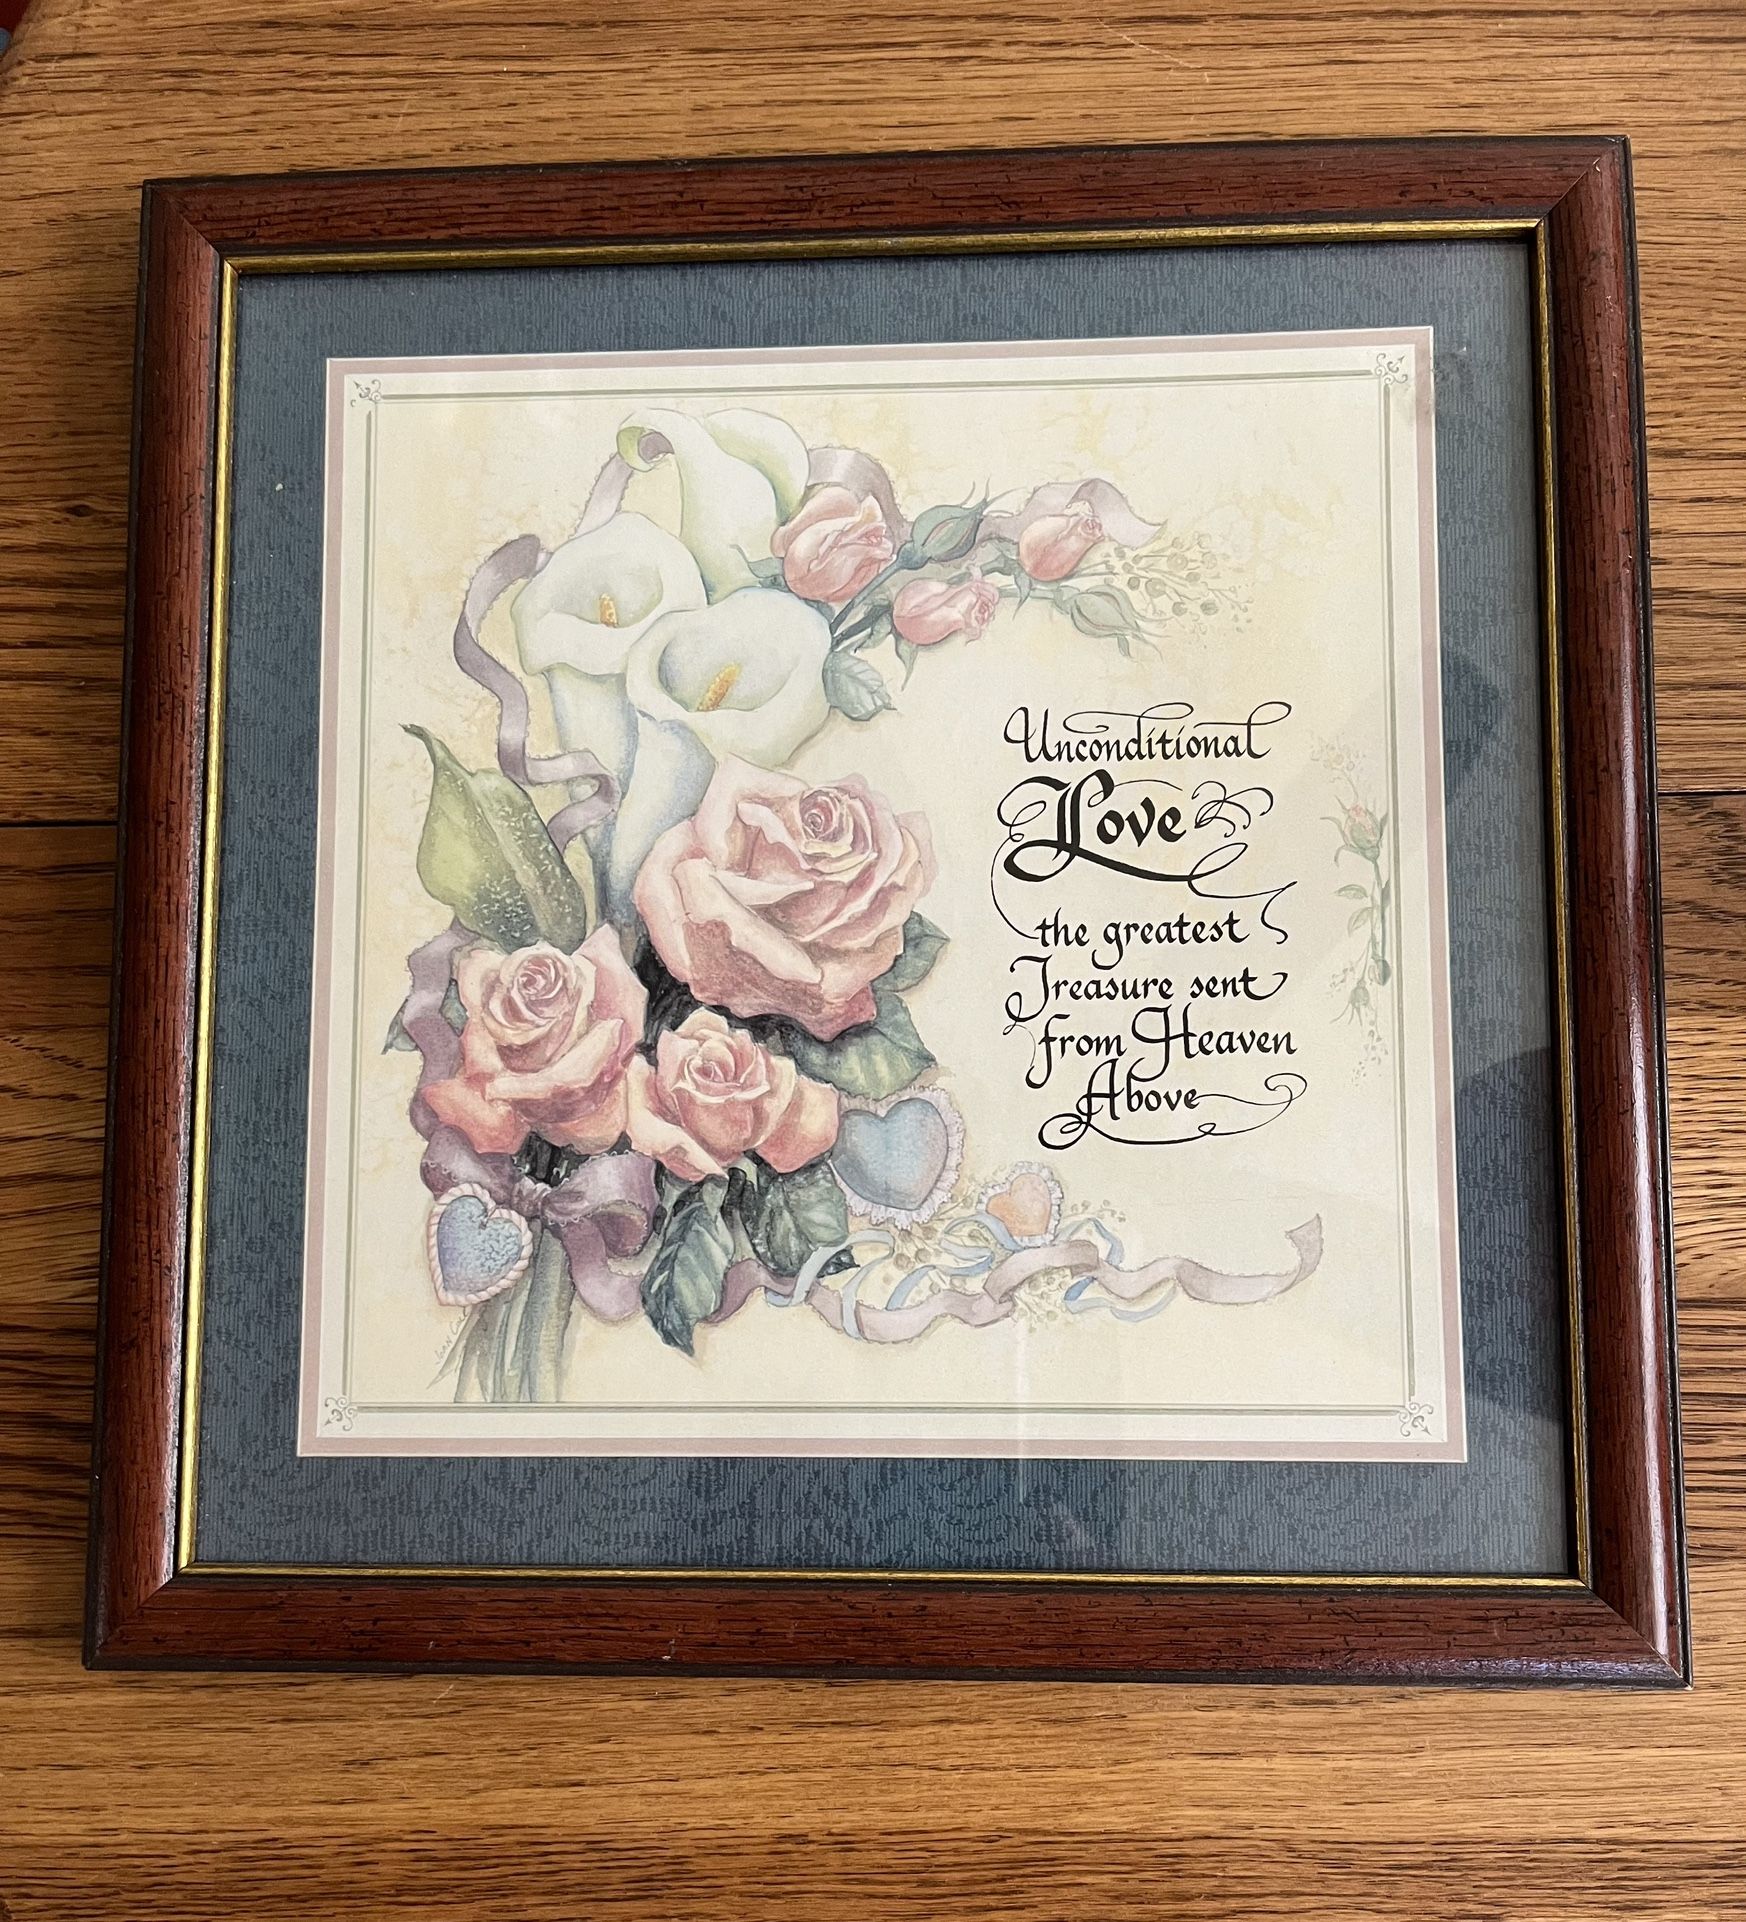 Unconditional
Love
the greatest
Treasure sent
from Heaven
Above